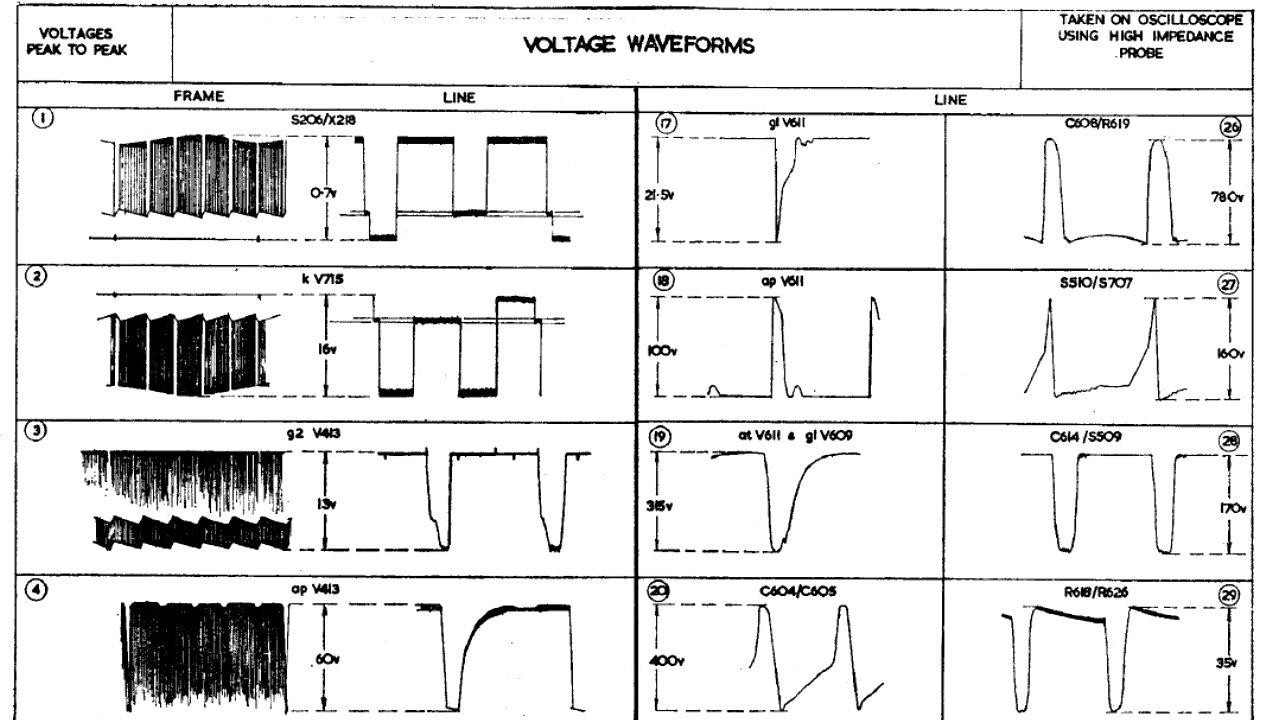 VOLTAGES
PEAK TO PEAK
VOLTAGE WAVEFORMS
TAKEN ON OSCILLOSCOPE
USING HIGH IMPEDANCE
PROBE
FRAME
LINE
LINE
1
S206/X218
0·7v
2
k V715
16v
3
g2 V413
13v
4
ap V413
60v
17
g1 V611
21·5v
18
ap V611
100v
19
at V611 & g1 V609
315v
20
C604/C605
400v
C608/R619
26
780v
S510/S707
27
160v
C614/S509
28
170v
R618/R626
29
35v